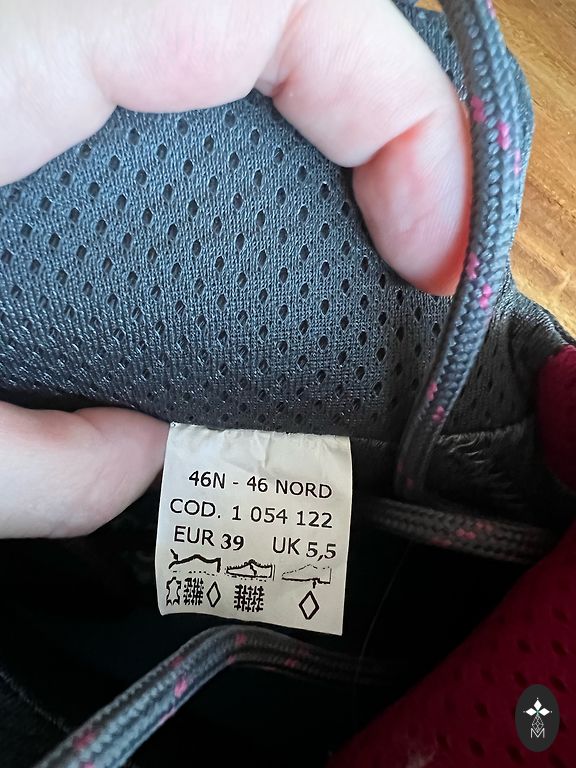 46N - 46 NORD
COD. 1 054 122
EUR 39 UK 5,5
M